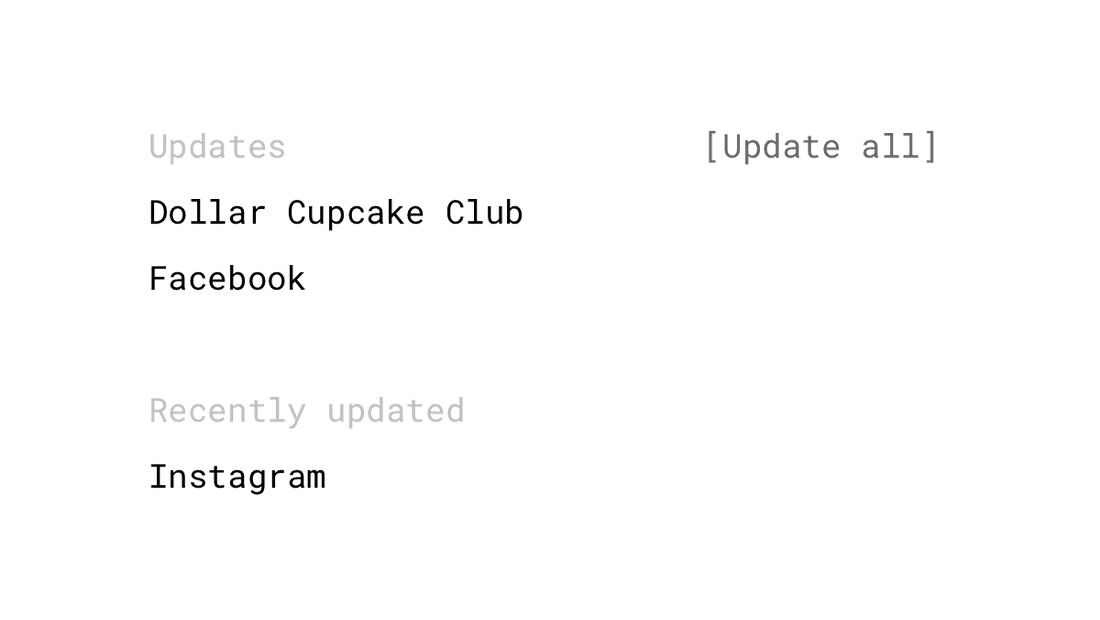 Updates [Update all]
Dollar Cupcake Club
Facebook
Recently updated
Instagram